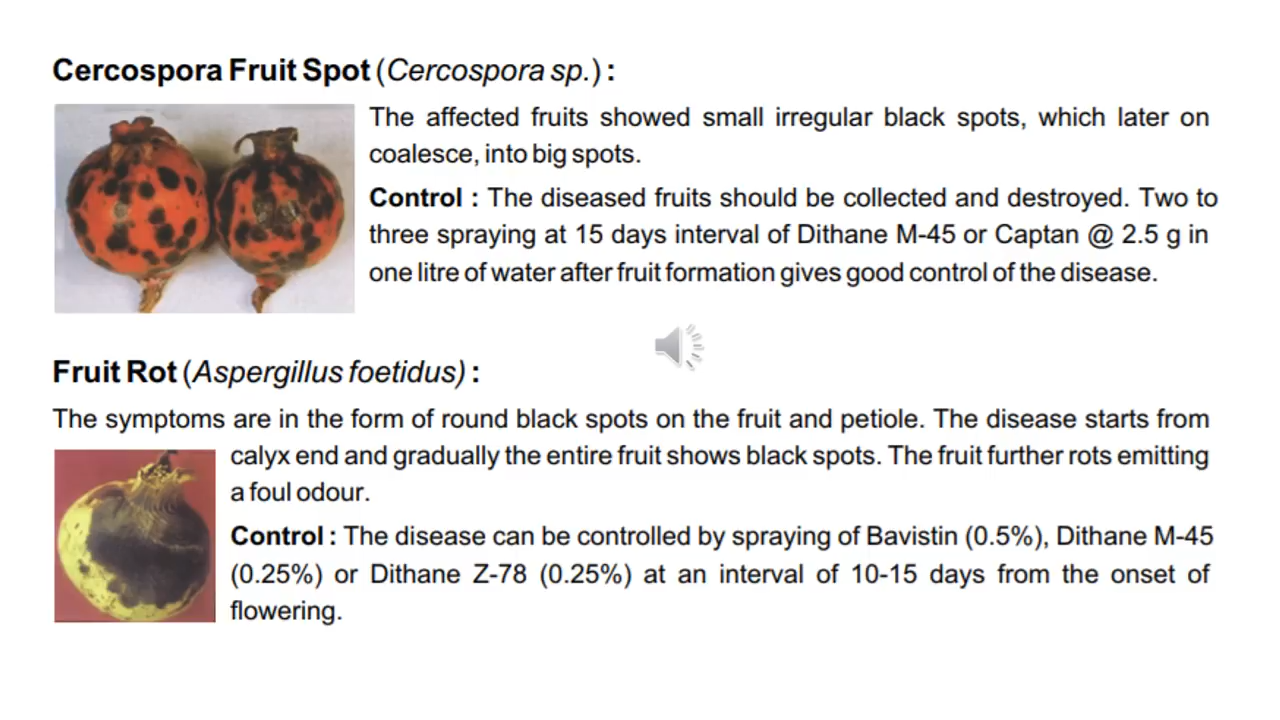 Cercospora Fruit Spot (Cercospora sp.) :
The affected fruits showed small irregular black spots, which later on
coalesce, into big spots.
Control : The diseased fruits should be collected and destroyed. Two to
three spraying at 15 days interval of Dithane M-45 or Captan @ 2.5 g in
one litre of water after fruit formation gives good control of the disease.
Fruit Rot (Aspergillus foetidus) :
The symptoms are in the form of round black spots on the fruit and petiole. The disease starts from
calyx end and gradually the entire fruit shows black spots. The fruit further rots emitting
a foul odour.
Control : The disease can be controlled by spraying of Bavistin (0.5%), Dithane M-45
(0.25%) or Dithane Z-78 (0.25%) at an interval of 10-15 days from the onset of
flowering.